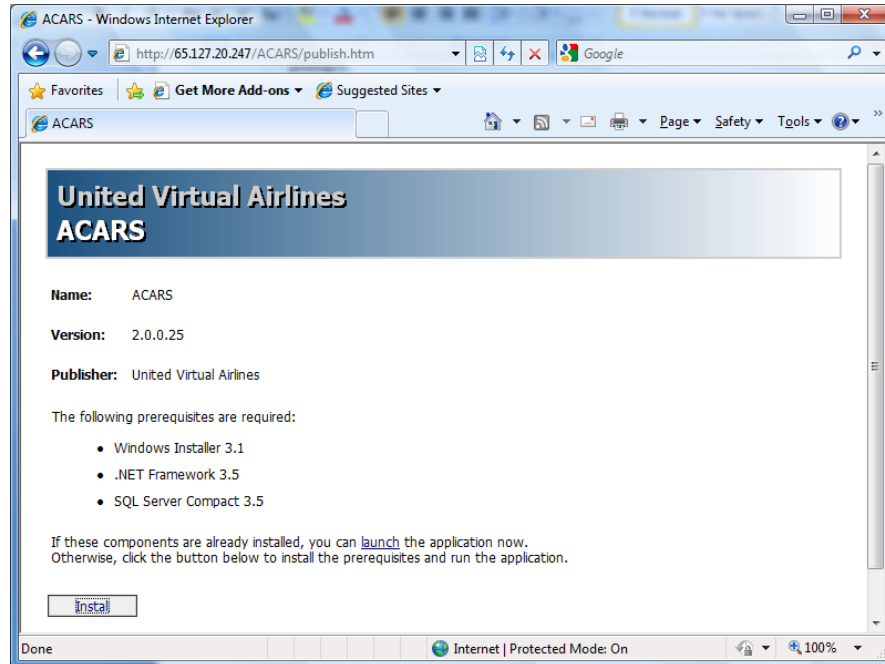 ACARS - Windows Internet Explorer
http://65.127.20.247/ACARS/publish.htm
Google
Favorites
Get More Add-ons
Suggested Sites
ACARS
Page
Safety
Tools
United Virtual Airlines
ACARS
Name: ACARS
Version: 2.0.0.25
Publisher: United Virtual Airlines
The following prerequisites are required:
Windows Installer 3.1
.NET Framework 3.5
SQL Server Compact 3.5
If these components are already installed, you can launch the application now.
Otherwise, click the button below to install the prerequisites and run the application.
Install
Done
Internet | Protected Mode: On
100%